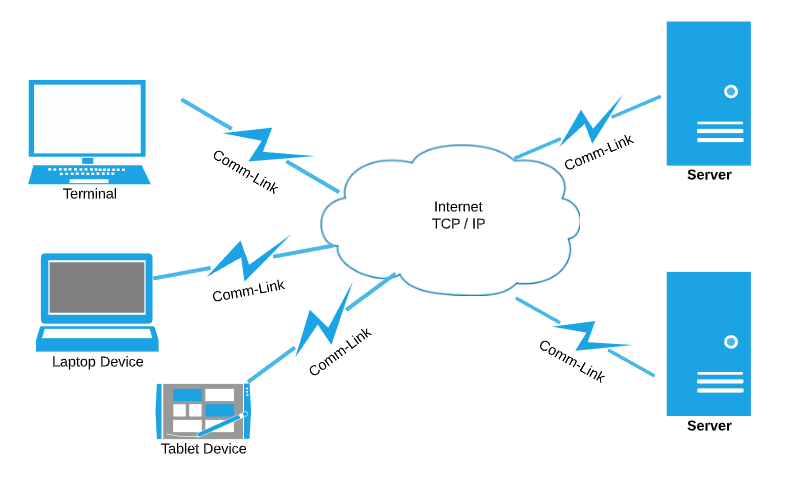 Server
Comm-Link
Comm-Link
Terminal
Internet
TCP / IP
Comm-Link
Laptop Device
Comm-Link
Comm-Link
Tablet Device
Server